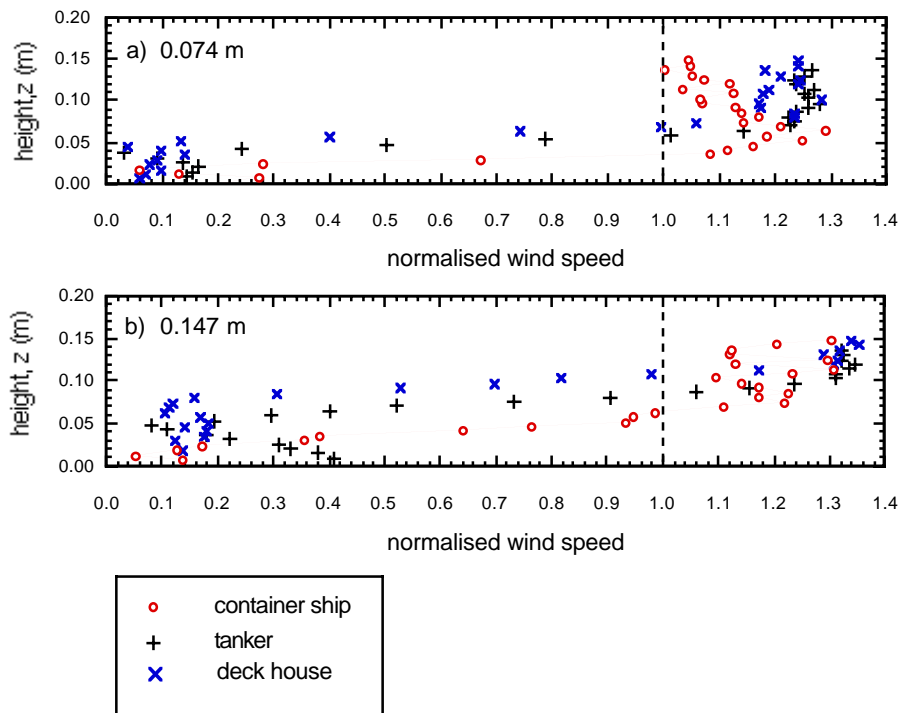 0.20
a) 0.074 m
0.15
0.10
0.05
0.00
height, z (m)
0.0 0.1 0.2 0.3 0.4 0.5 0.6 0.7 0.8 0.9 1.0 1.1 1.2 1.3 1.4
normalised wind speed
0.20
b) 0.147 m
0.15
0.10
0.05
0.00
height, z (m)
0.0 0.1 0.2 0.3 0.4 0.5 0.6 0.7 0.8 0.9 1.0 1.1 1.2 1.3 1.4
normalised wind speed
container ship
tanker
deck house